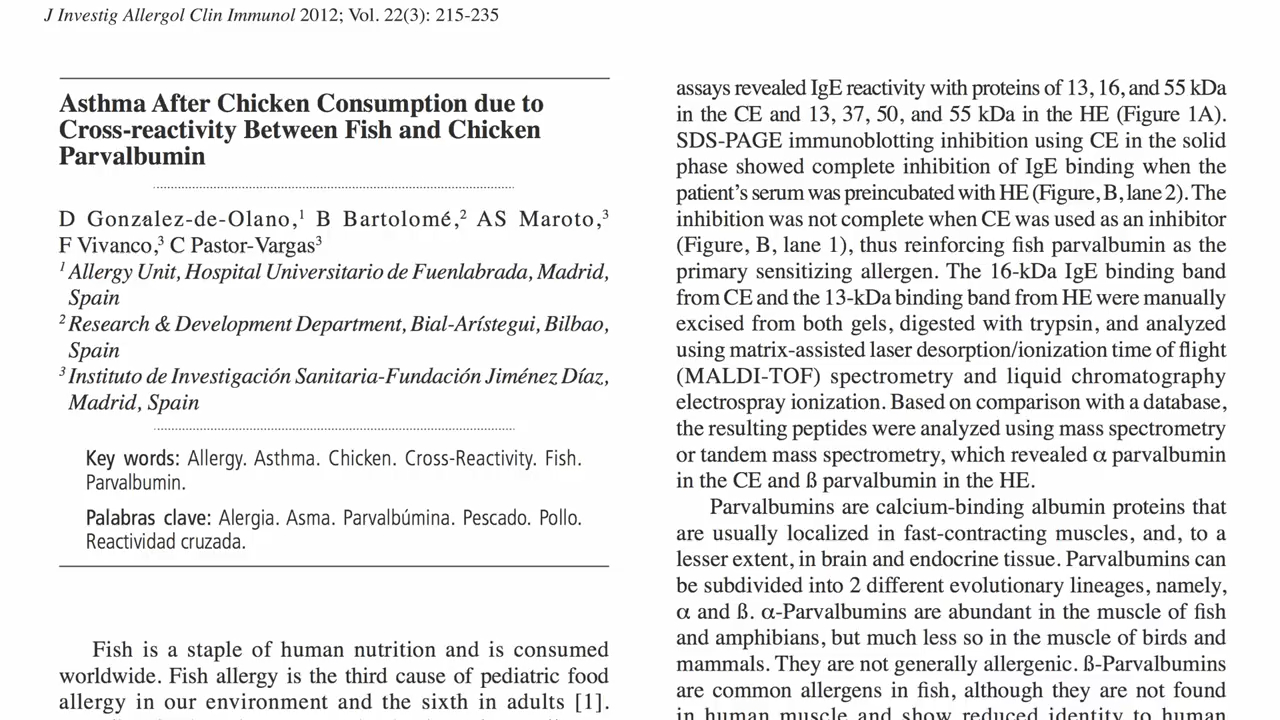 J Investig Allergol Clin Immunol 2012; Vol. 22(3): 215-235
Asthma After Chicken Consumption due to
Cross-reactivity Between Fish and Chicken
Parvalbumin
D Gonzalez-de-Olano,1 B Bartolomé,2 AS Maroto,3
F Vivanco,3 C Pastor-Vargas3
1 Allergy Unit, Hospital Universitario de Fuenlabrada, Madrid,
Spain
2 Research & Development Department, Bial-Arístegui, Bilbao,
Spain
3 Instituto de Investigación Sanitaria-Fundación Jiménez Díaz,
Madrid, Spain
Key words: Allergy. Asthma. Chicken. Cross-Reactivity. Fish.
Parvalbumin.
Palabras clave: Alergia. Asma. Parvalbúmina. Pescado. Pollo.
Reactividad cruzada.
Fish is a staple of human nutrition and is consumed
worldwide. Fish allergy is the third cause of pediatric food
allergy in our environment and the sixth in adults [1].
assays revealed IgE reactivity with proteins of 13, 16, and 55 kDa
in the CE and 13, 37, 50, and 55 kDa in the HE (Figure 1A).
SDS-PAGE immunoblotting inhibition using CE in the solid
phase showed complete inhibition of IgE binding when the
patient's serum was preincubated with HE (Figure, B, lane 2). The
inhibition was not complete when CE was used as an inhibitor
(Figure, B, lane 1), thus reinforcing fish parvalbumin as the
primary sensitizing allergen. The 16-kDa IgE binding band
from CE and the 13-kDa binding band from HE were manually
excised from both gels, digested with trypsin, and analyzed
using matrix-assisted laser desorption/ionization time of flight
(MALDI-TOF) spectrometry and liquid chromatography
electrospray ionization. Based on comparison with a database,
the resulting peptides were analyzed using mass spectrometry
or tandem mass spectrometry, which revealed α parvalbumin
in the CE and ß parvalbumin in the HE.
Parvalbumins are calcium-binding albumin proteins that
are usually localized in fast-contracting muscles, and, to a
lesser extent, in brain and endocrine tissue. Parvalbumins can
be subdivided into 2 different evolutionary lineages, namely,
α and ß. α-Parvalbumins are abundant in the muscle of fish
and amphibians, but much less so in the muscle of birds and
mammals. They are not generally allergenic. ß-Parvalbumins
are common allergens in fish, although they are not found
in human muscle and show reduced identity to human